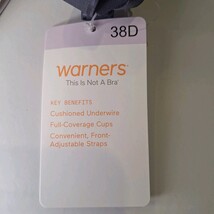 38D
warners®
This Is Not A Bra®
KEY BENEFITS
Cushioned Underwire
Full-Coverage Cups
Convenient, Front-
Adjustable Straps